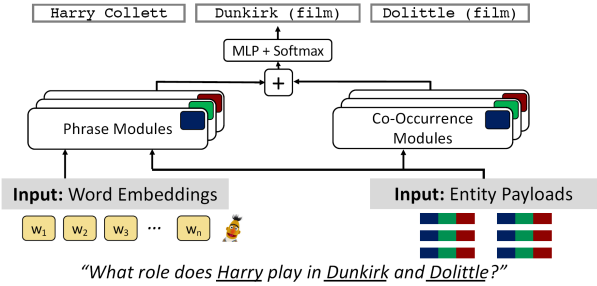 Harry Collett Dunkirk (film) Dolittle (film)
MLP + Softmax
+
Phrase Modules
Co-Occurrence
Modules
Input: Word Embeddings
Input: Entity Payloads
w1 w2 w3 ... wn
“What role does Harry play in Dunkirk and Dolittle?”